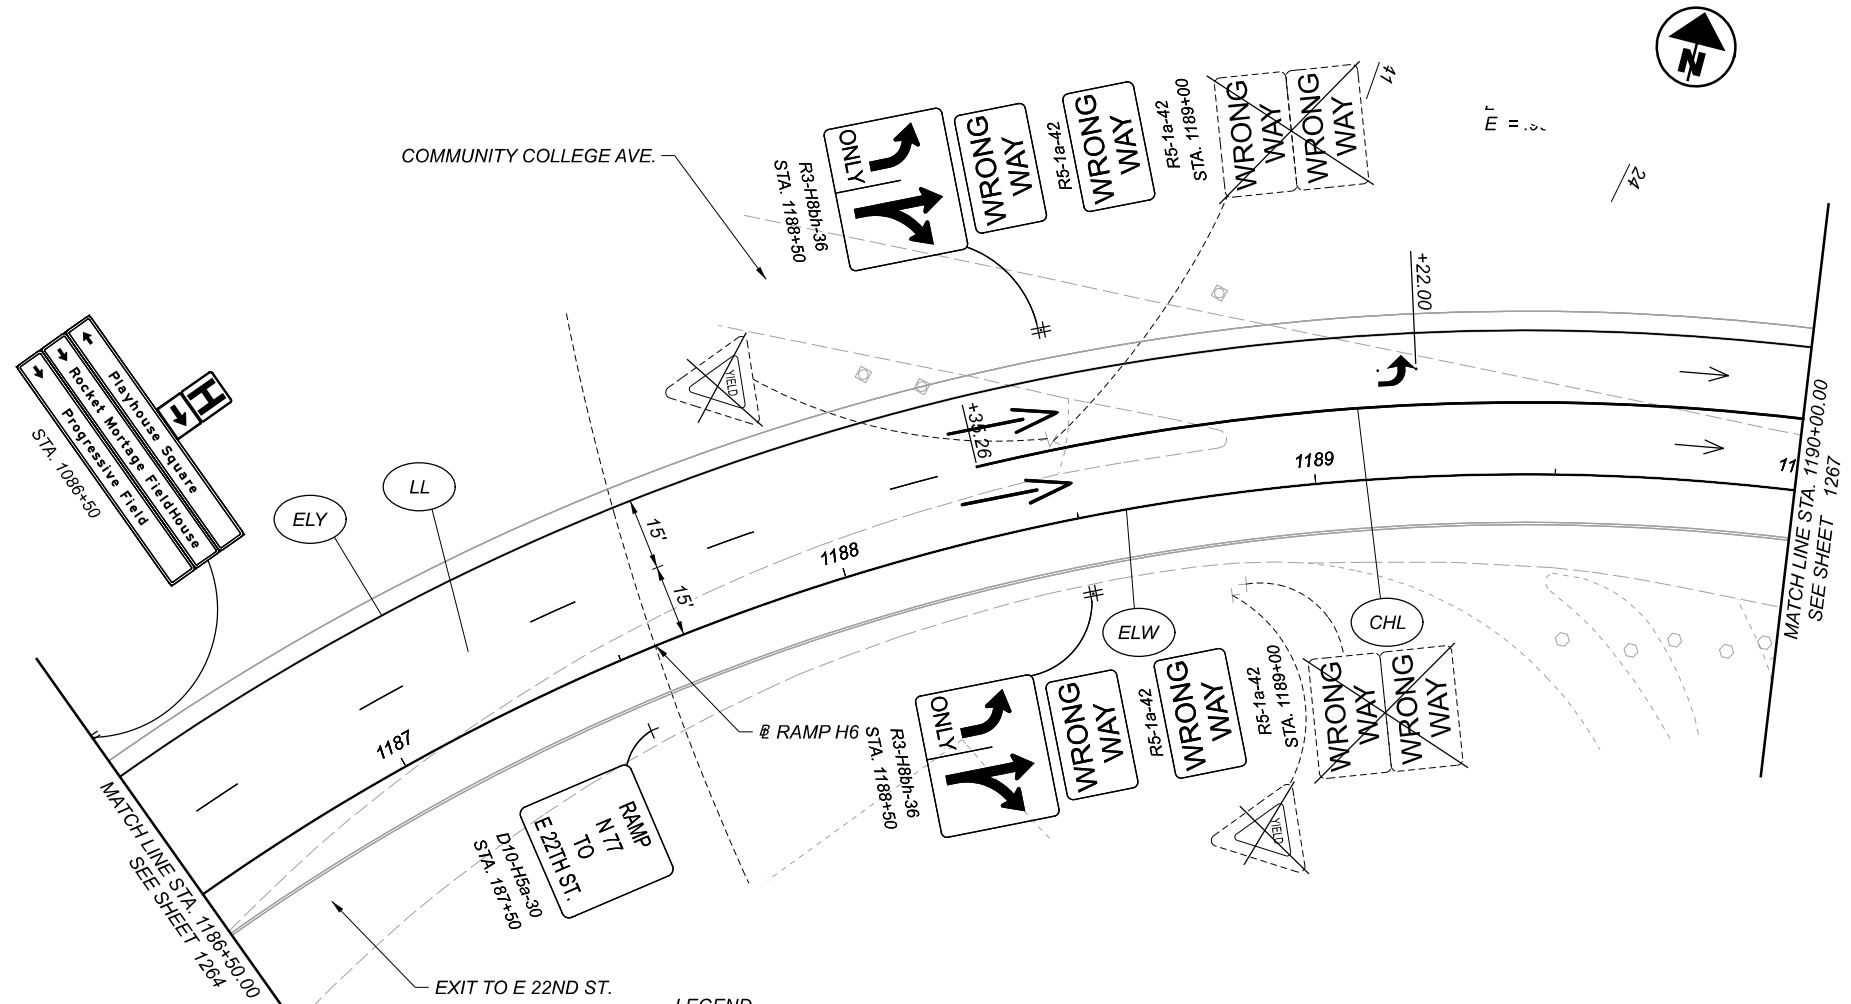 COMMUNITY COLLEGE AVE.
R3-H8bh-36
STA. 1188+50
ONLY
WRONG
WAY
R5-1a-42
WRONG
WAY
R5-1a-42
STA. 1189+00
WRONG
WAY
WRONG
WAY
41
E =
24
N
+22.00
Playhouse Square
Rocket Mortage FieldHouse
Progressive Field
H
STA. 1086+50
YIELD
ELY
LL
+35.26
15'
15'
1187
1188
1189
11
MATCH LINE STA. 1190+00.00
SEE SHEET 1267
ELW
CHL
℄ RAMP H6
RAMP
N 77
TO
E 22TH ST.
D10-H5a-30
STA. 187+50
R3-H8bh-36
STA. 1188+50
ONLY
WRONG
WAY
R5-1a-42
WRONG
WAY
R5-1a-42
STA. 1189+00
WRONG
WAY
WRONG
WAY
YIELD
MATCH LINE STA. 1186+50.00
SEE SHEET 1264
EXIT TO E 22ND ST.
LEGEND